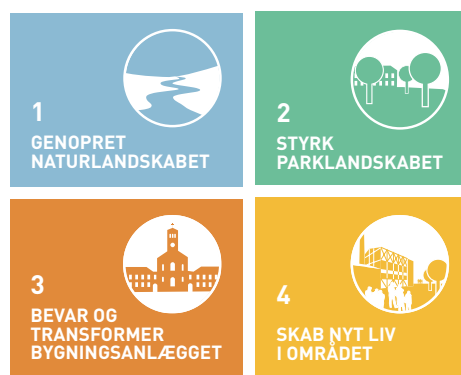 1
GENOPRET
NATURLANDSKABET
2
STYRK
PARKLANDSKABET
3
BEVAR OG
TRANSFORMER
BYGNINGSANLÆGGET
4
SKAB NYT LIV
I OMRÅDET